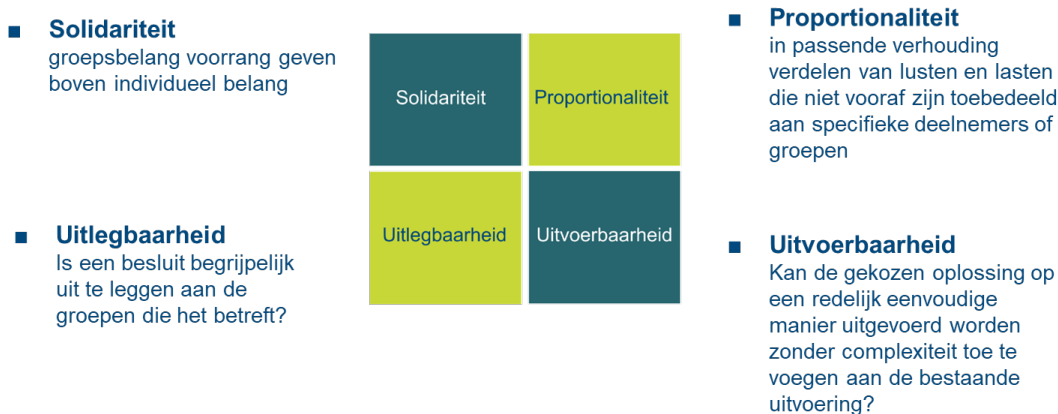 Solidariteit
groepsbelang voorrang geven
boven individueel belang
Uitlegbaarheid
Is een besluit begrijpelijk
uit te leggen aan de
groepen die het betreft?
Solidariteit
Proportionaliteit
Uitlegbaarheid
Uitvoerbaarheid
Proportionaliteit
in passende verhouding
verdelen van lusten en lasten
die niet vooraf zijn toebedeeld
aan specifieke deelnemers of
groepen
Uitvoerbaarheid
Kan de gekozen oplossing op
een redelijk eenvoudige
manier uitgevoerd worden
zonder complexiteit toe te
voegen aan de bestaande
uitvoering?